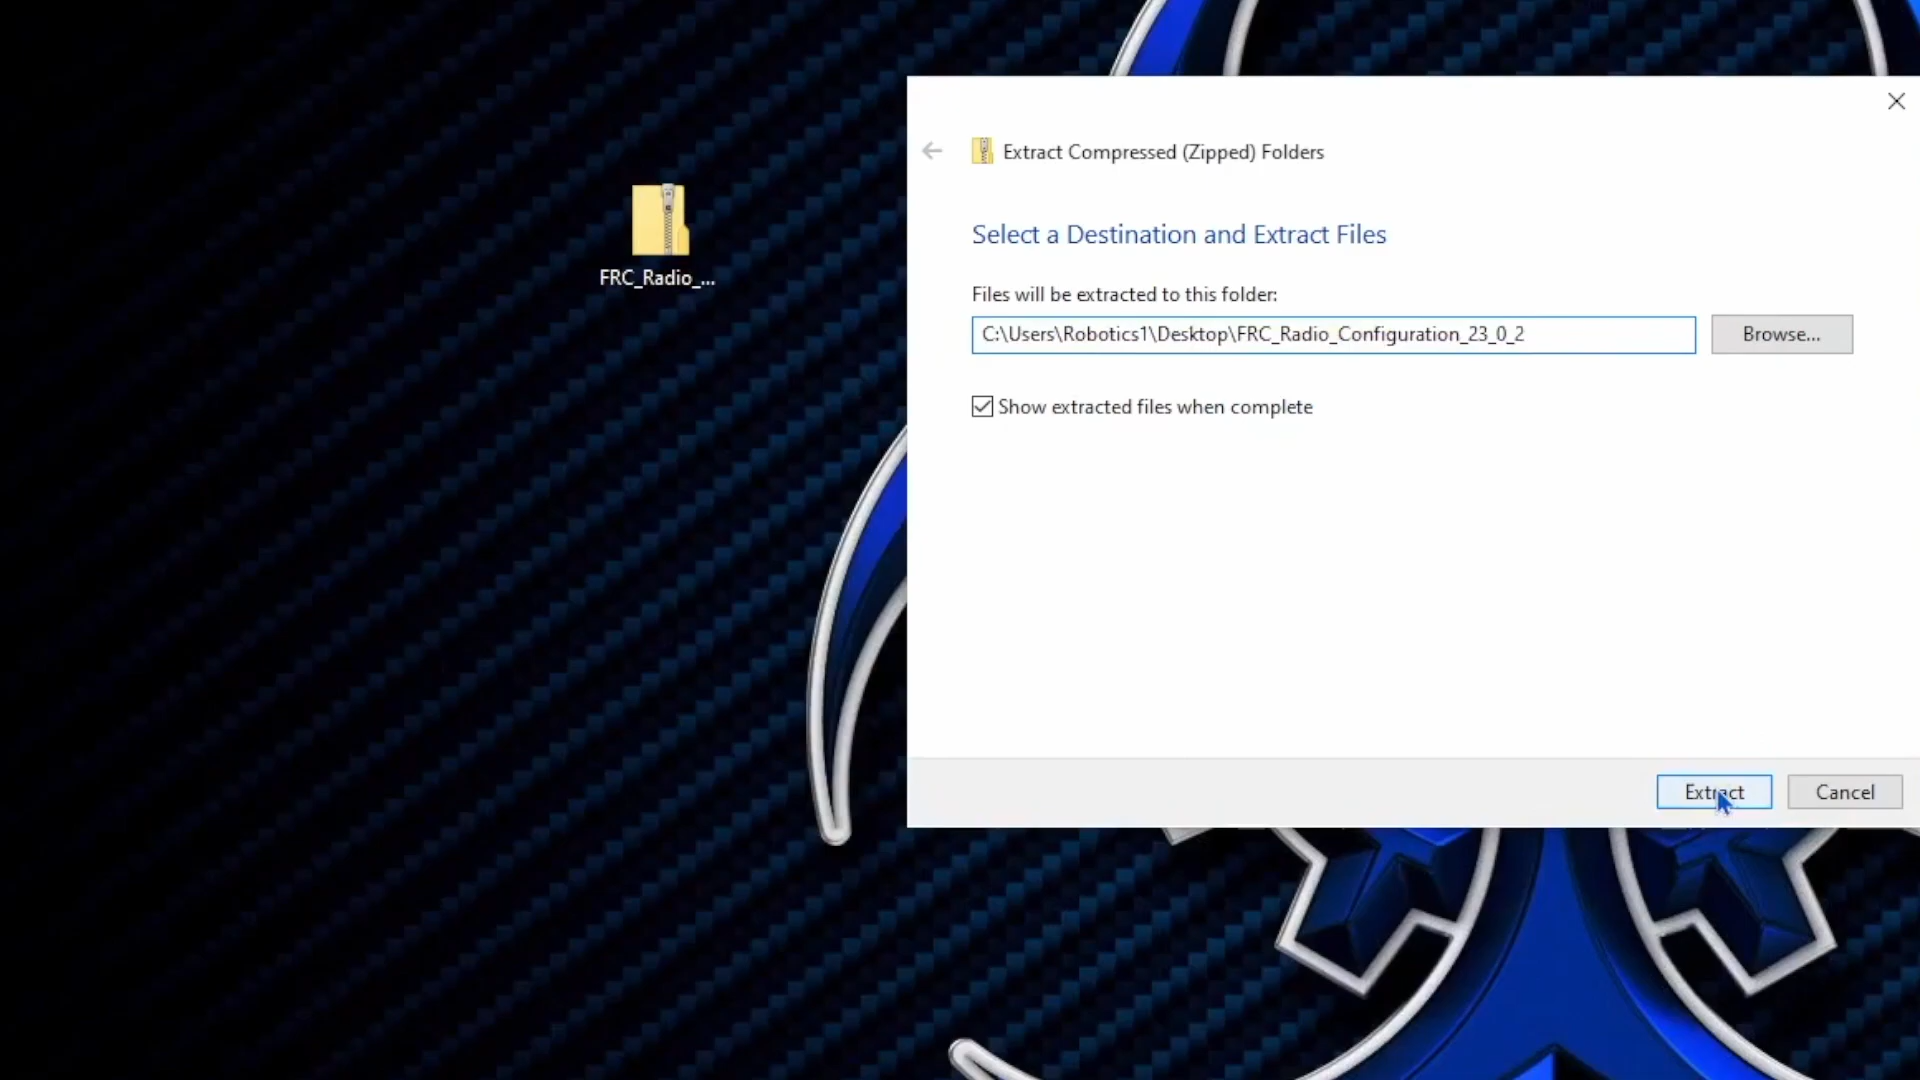 FRC_Radio_...
Extract Compressed (Zipped) Folders
Select a Destination and Extract Files
Files will be extracted to this folder:
C:\Users\Robotics1\Desktop\FRC_Radio_Configuration_23_0_2
Browse...
Show extracted files when complete
Extract
Cancel